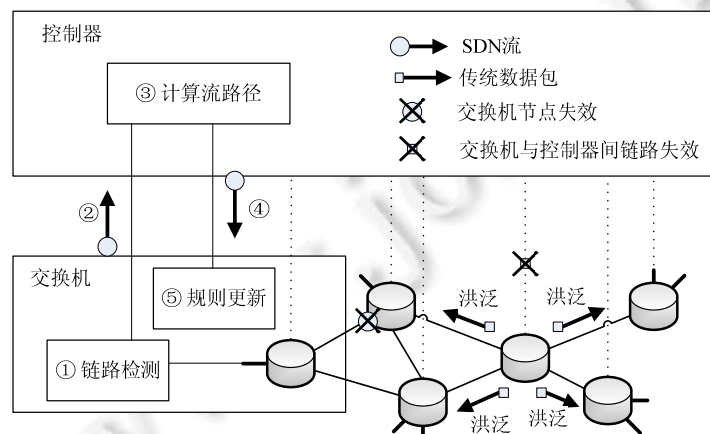 控制器
SDN流
传统数据包
交换机节点失效
交换机与控制器间链路失效
③ 计算流路径
②
④
交换机
⑤ 规则更新
① 链路检测
洪泛
洪泛
洪泛
洪泛